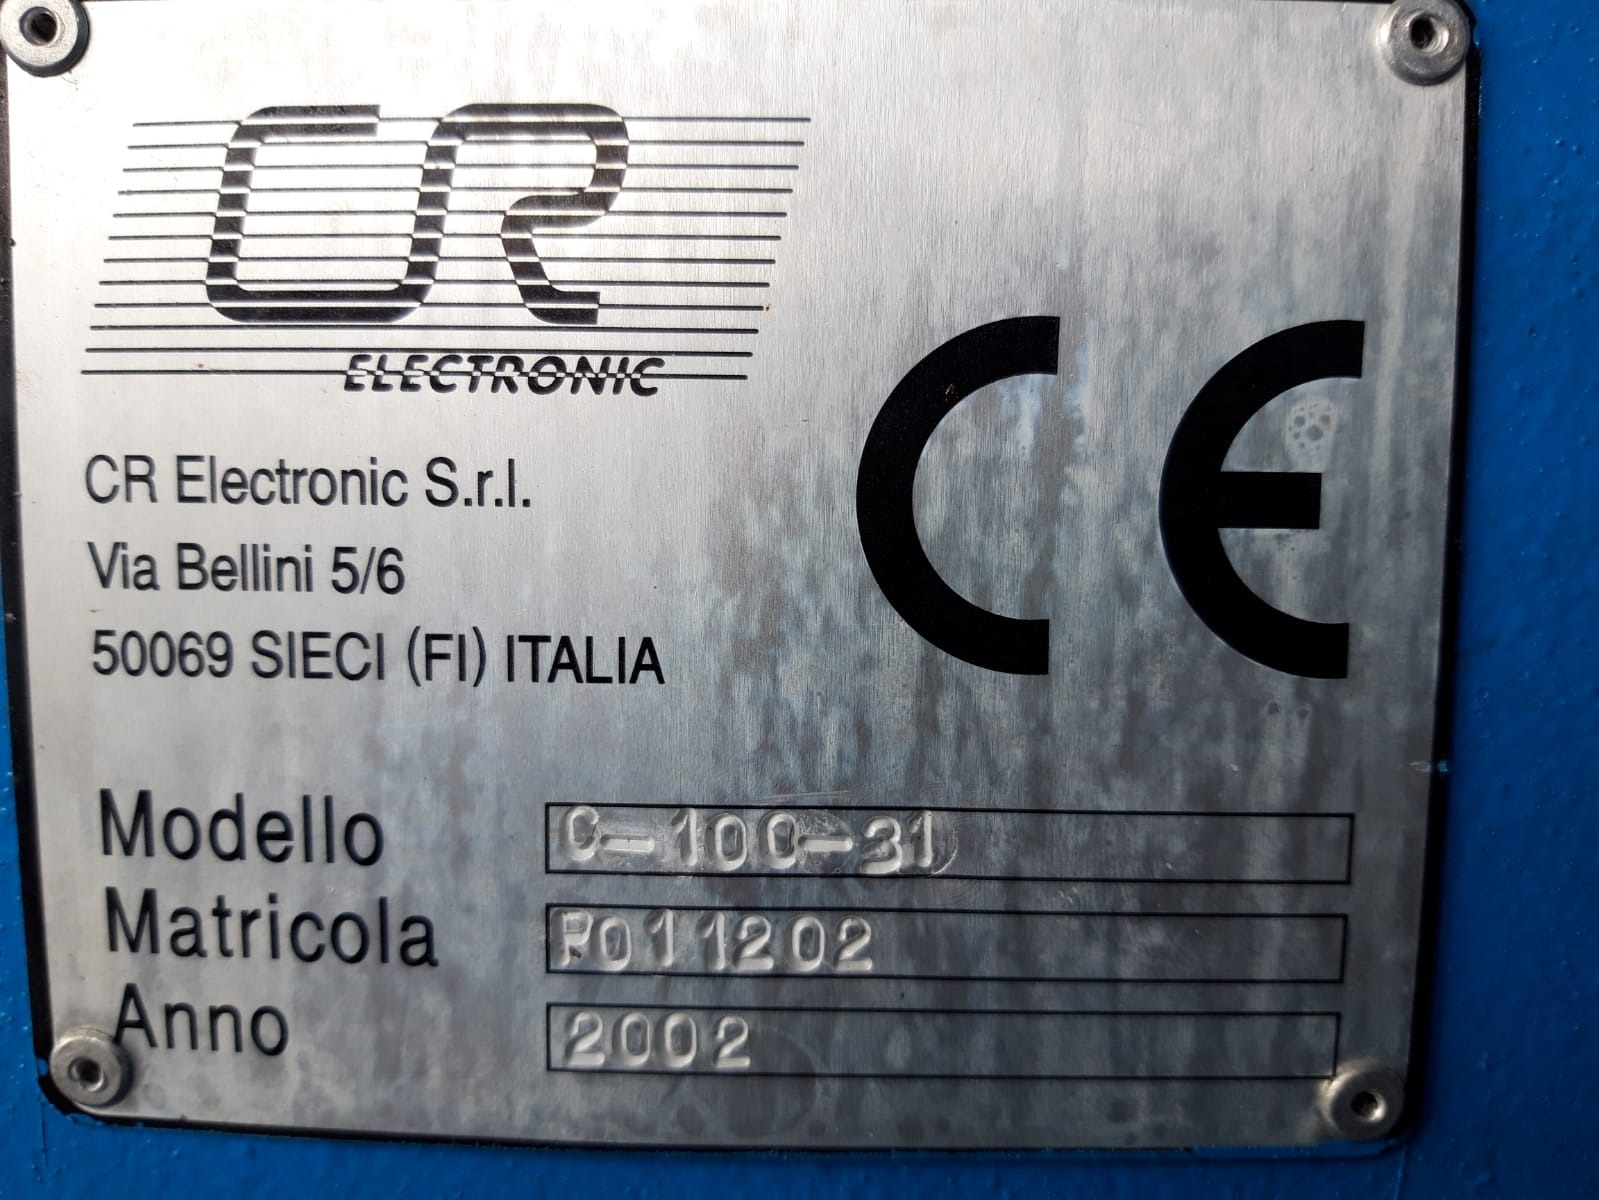 CR
ELECTRONIC
CR Electronic S.r.l.
Via Bellini 5/6
50069 SIECI (FI) ITALIA
CE
Modello C-100-31
Matricola R011202
Anno 2002